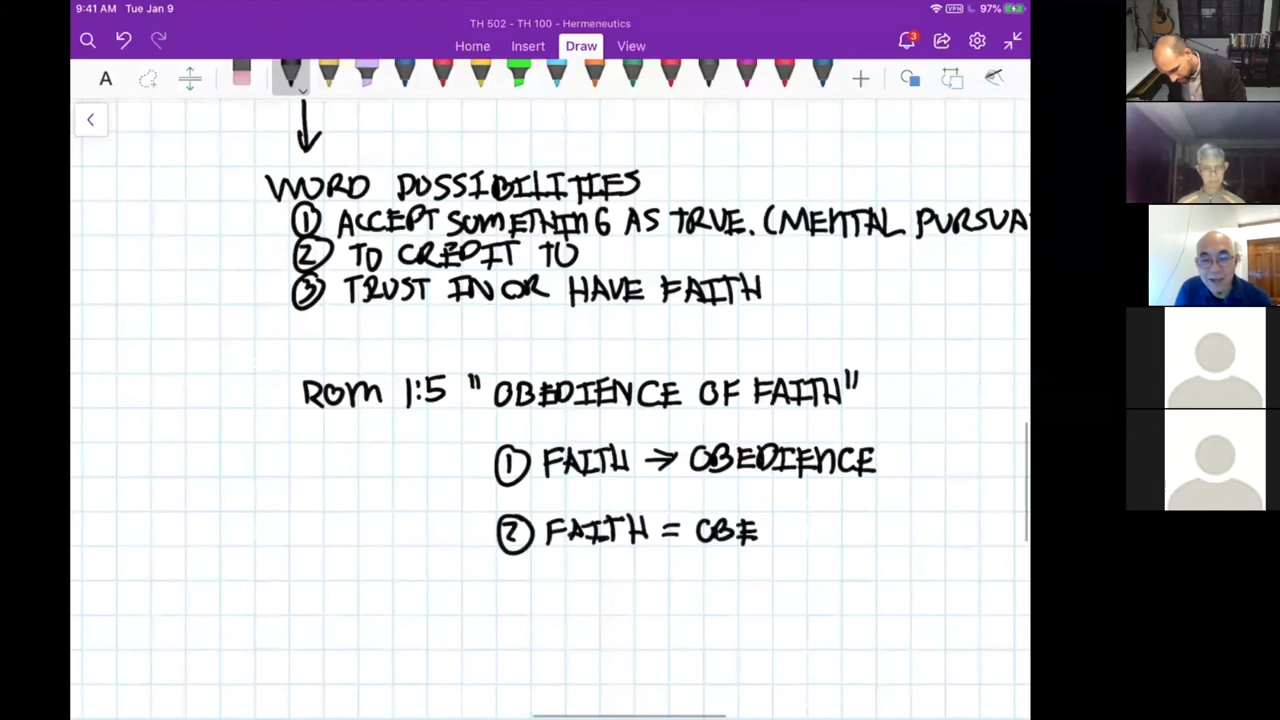 9:41 AM Tue Jan 9
VPN 97%
TH 502 - TH 100 - Hermeneutics
Home Insert Draw View
3
A
WORD POSSIBILITIES
① ACCEPT SOMETHING AS TRUE. (MENTAL PURSUA
② TO CREDIT TO
③ TRUST IN OR HAVE FAITH
ROM 1:5 "OBEDIENCE OF FAITH"
① FAITH → OBEDIENCE
② FAITH = OBE